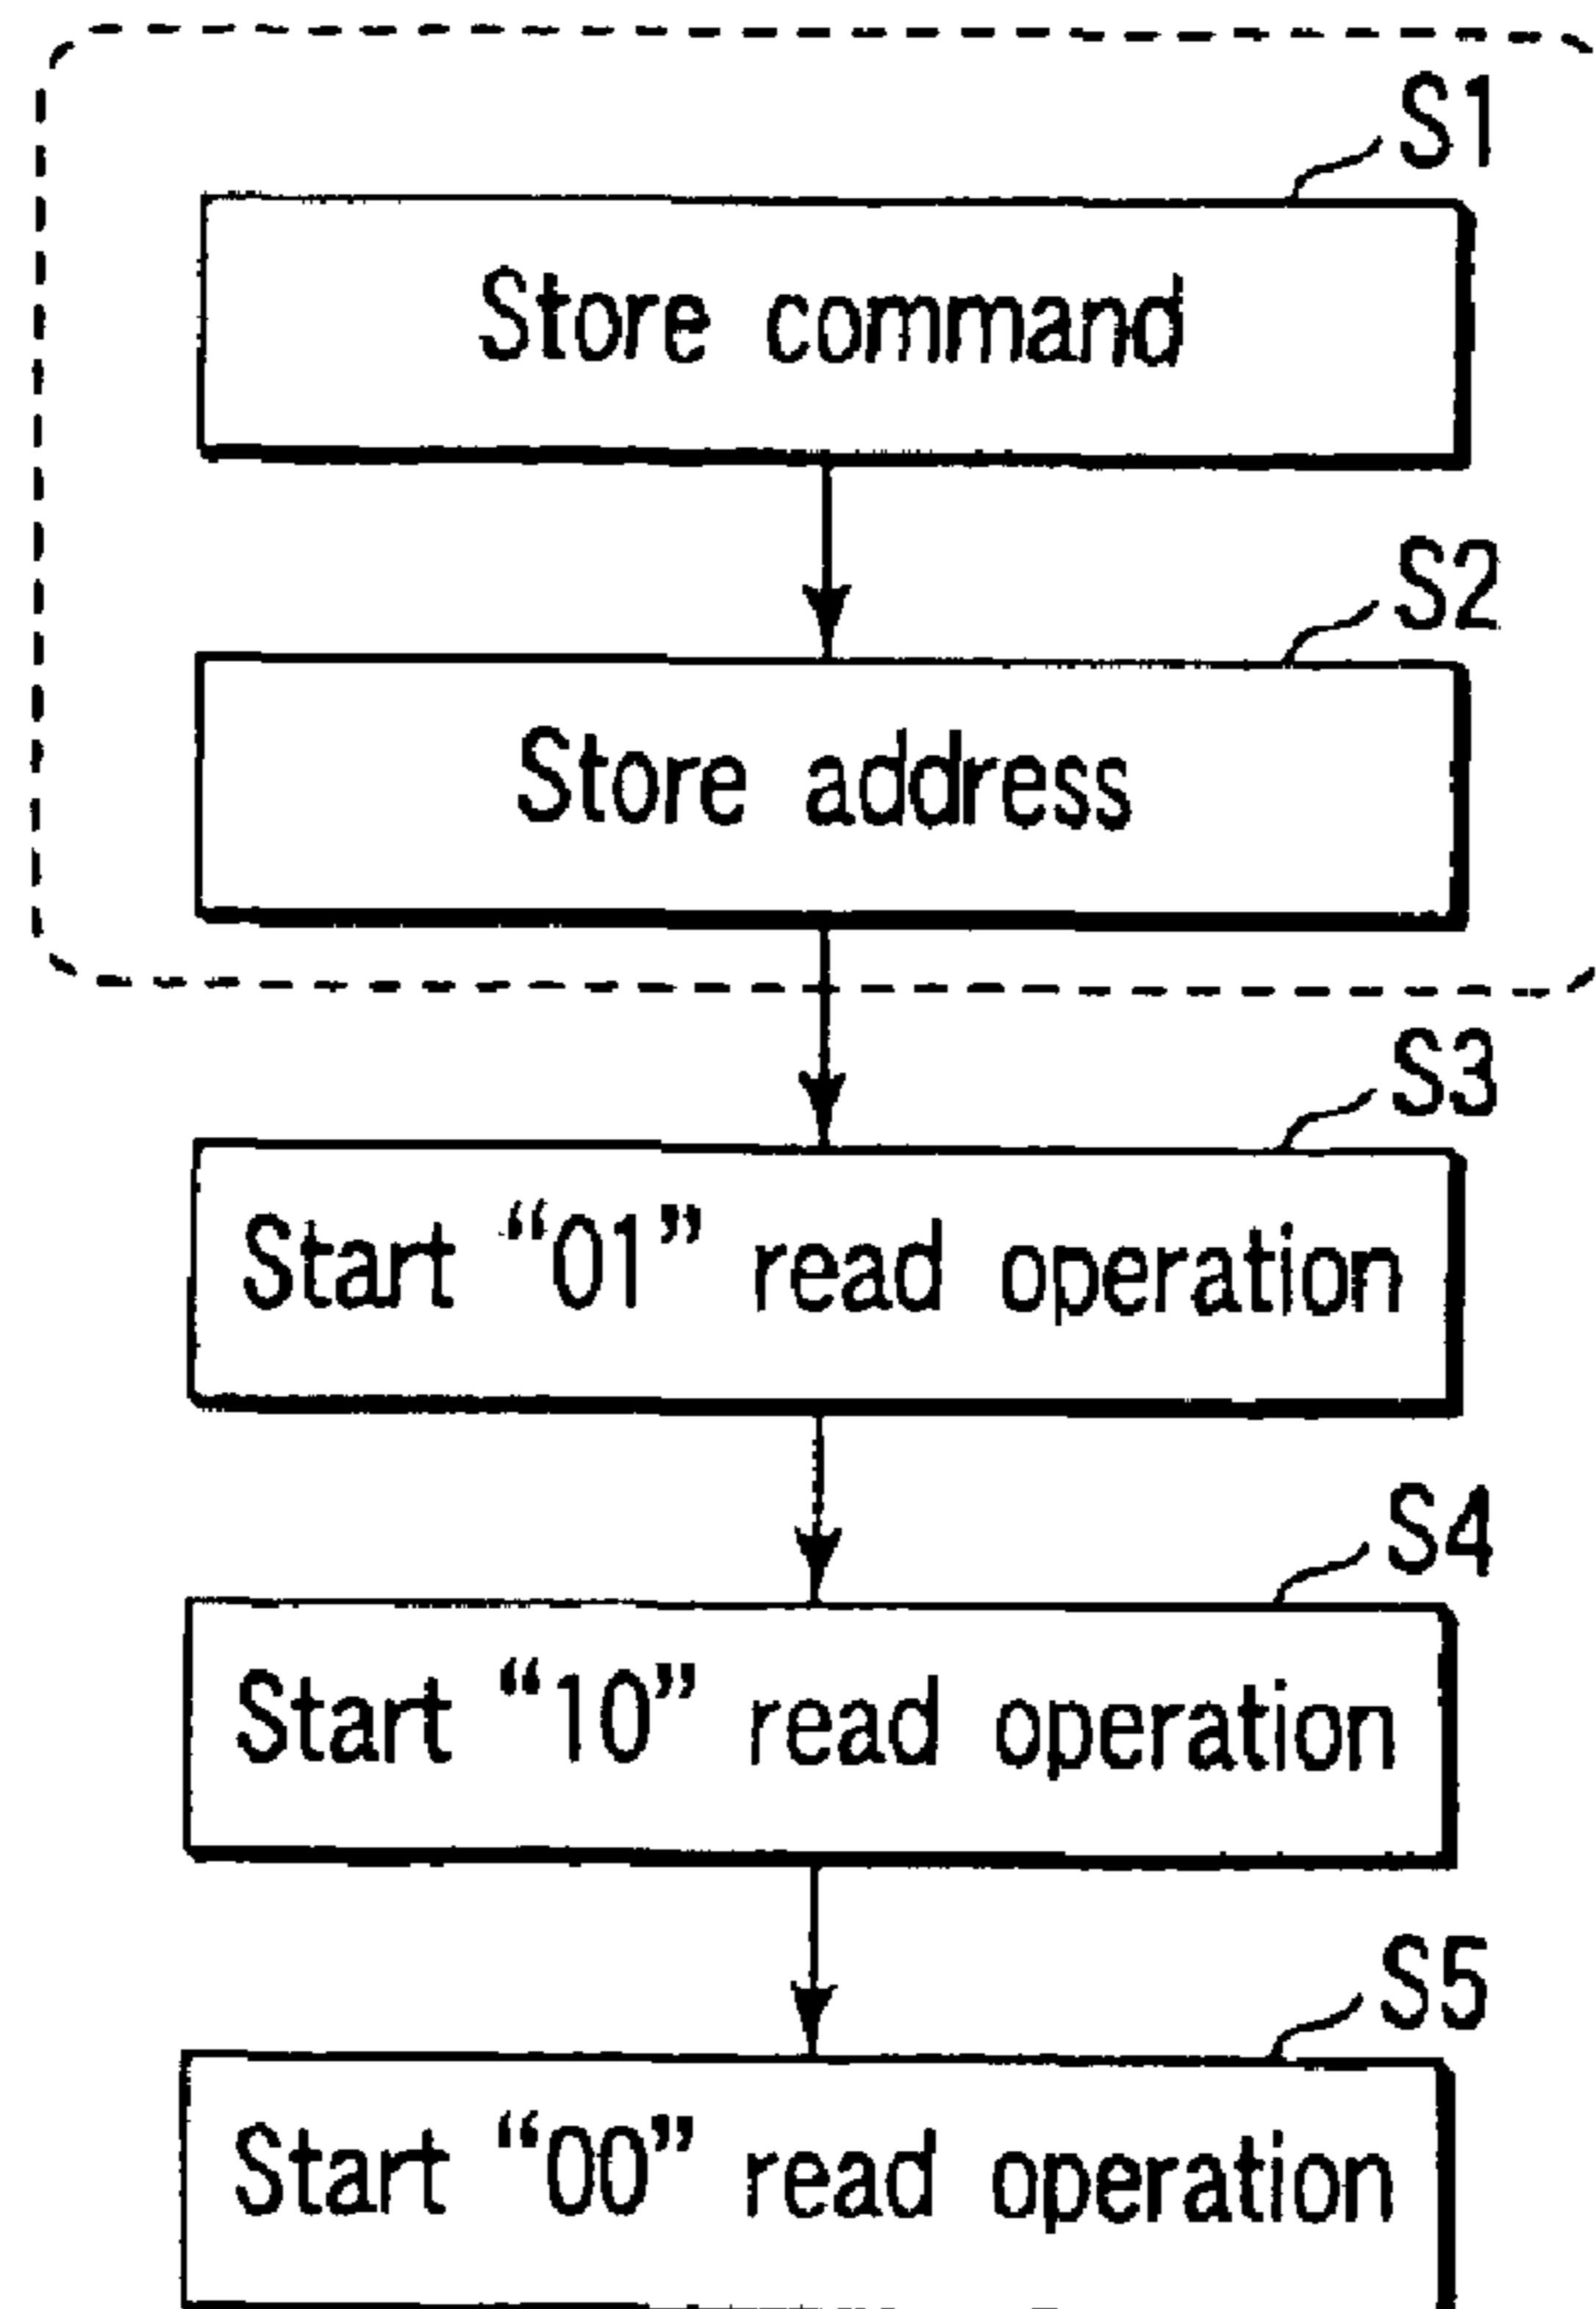 S1
Store command
S2
Store address
S3
Start “01” read operation
S4
Start “10” read operation
S5
Start “00” read operation